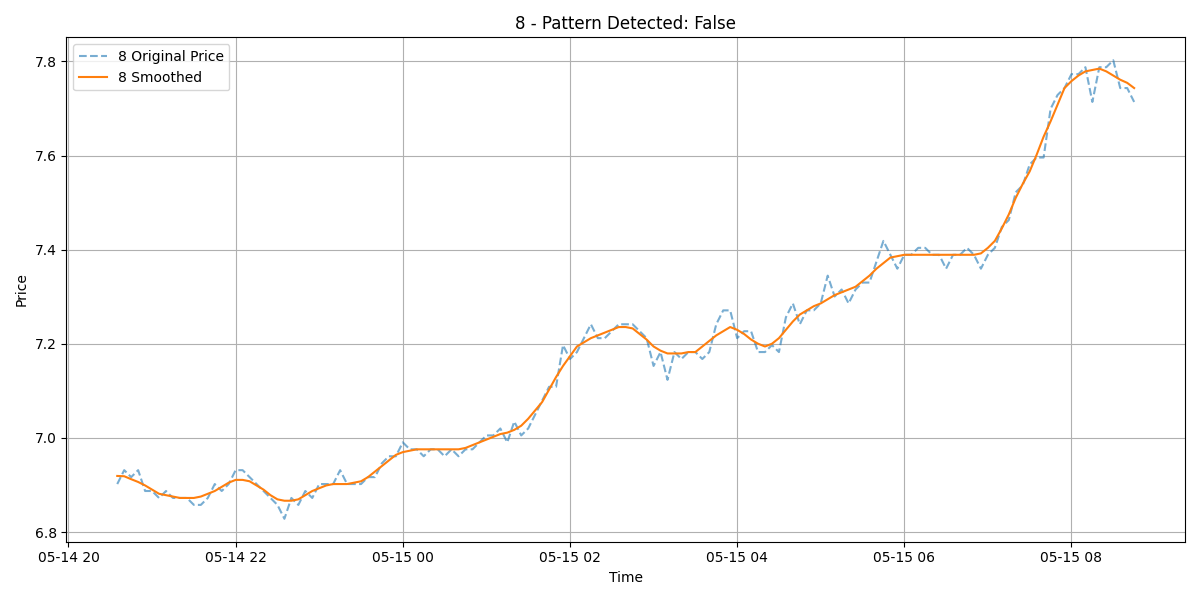 8 - Pattern Detected: False
8 Original Price
8 Smoothed
7.8
7.6
7.4
7.2
7.0
6.8
Price
05-14 20
05-14 22
05-15 00
05-15 02
05-15 04
05-15 06
05-15 08
Time